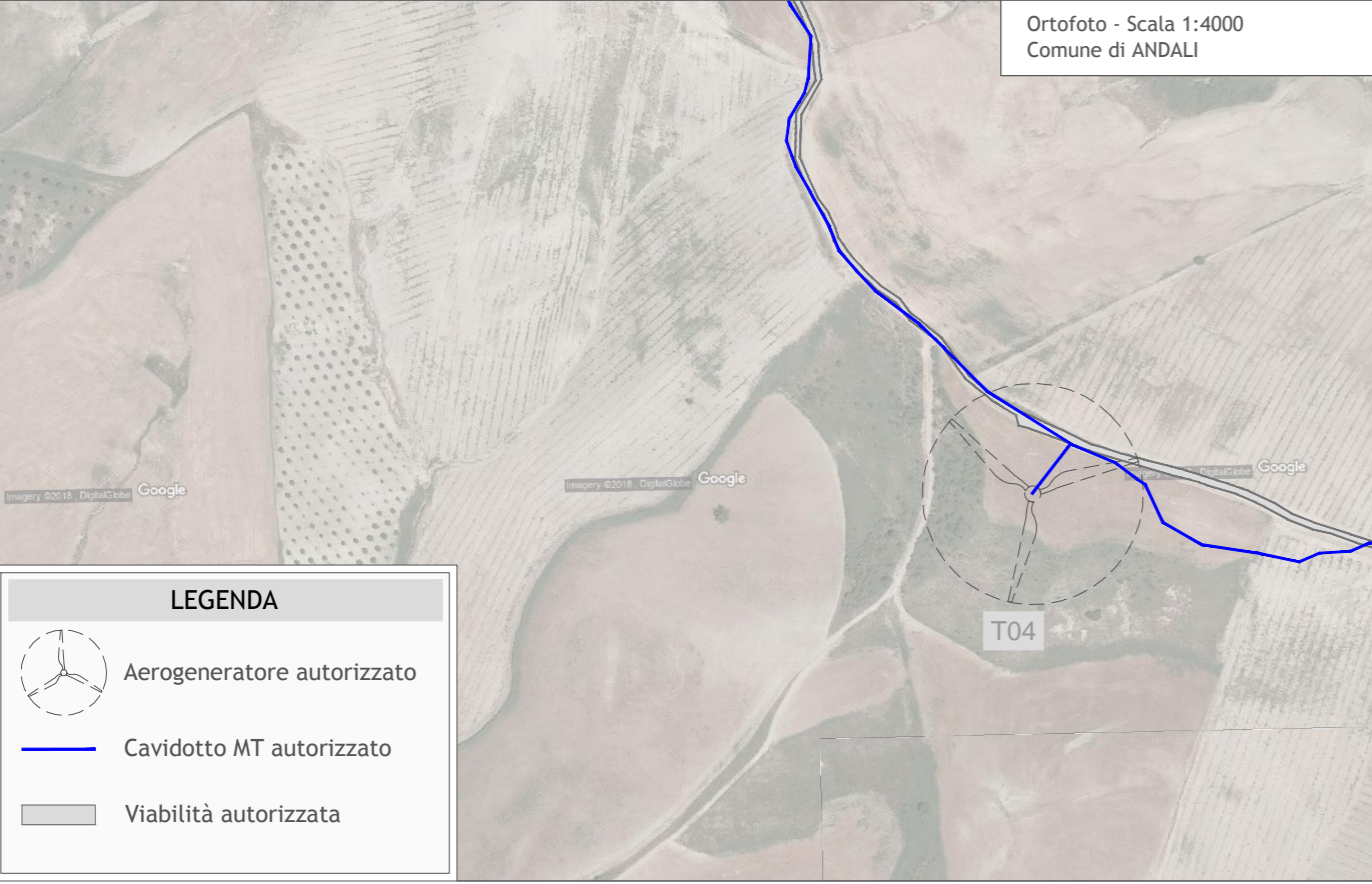 Ortofoto - Scala 1:4000
Comune di ANDALI
Google
Imagery ©2018 , DigitalGlobe Google
Imagery ©2018 , DigitalGlobe Google
T04
LEGENDA
Aerogeneratore autorizzato
Cavidotto MT autorizzato
Viabilità autorizzata